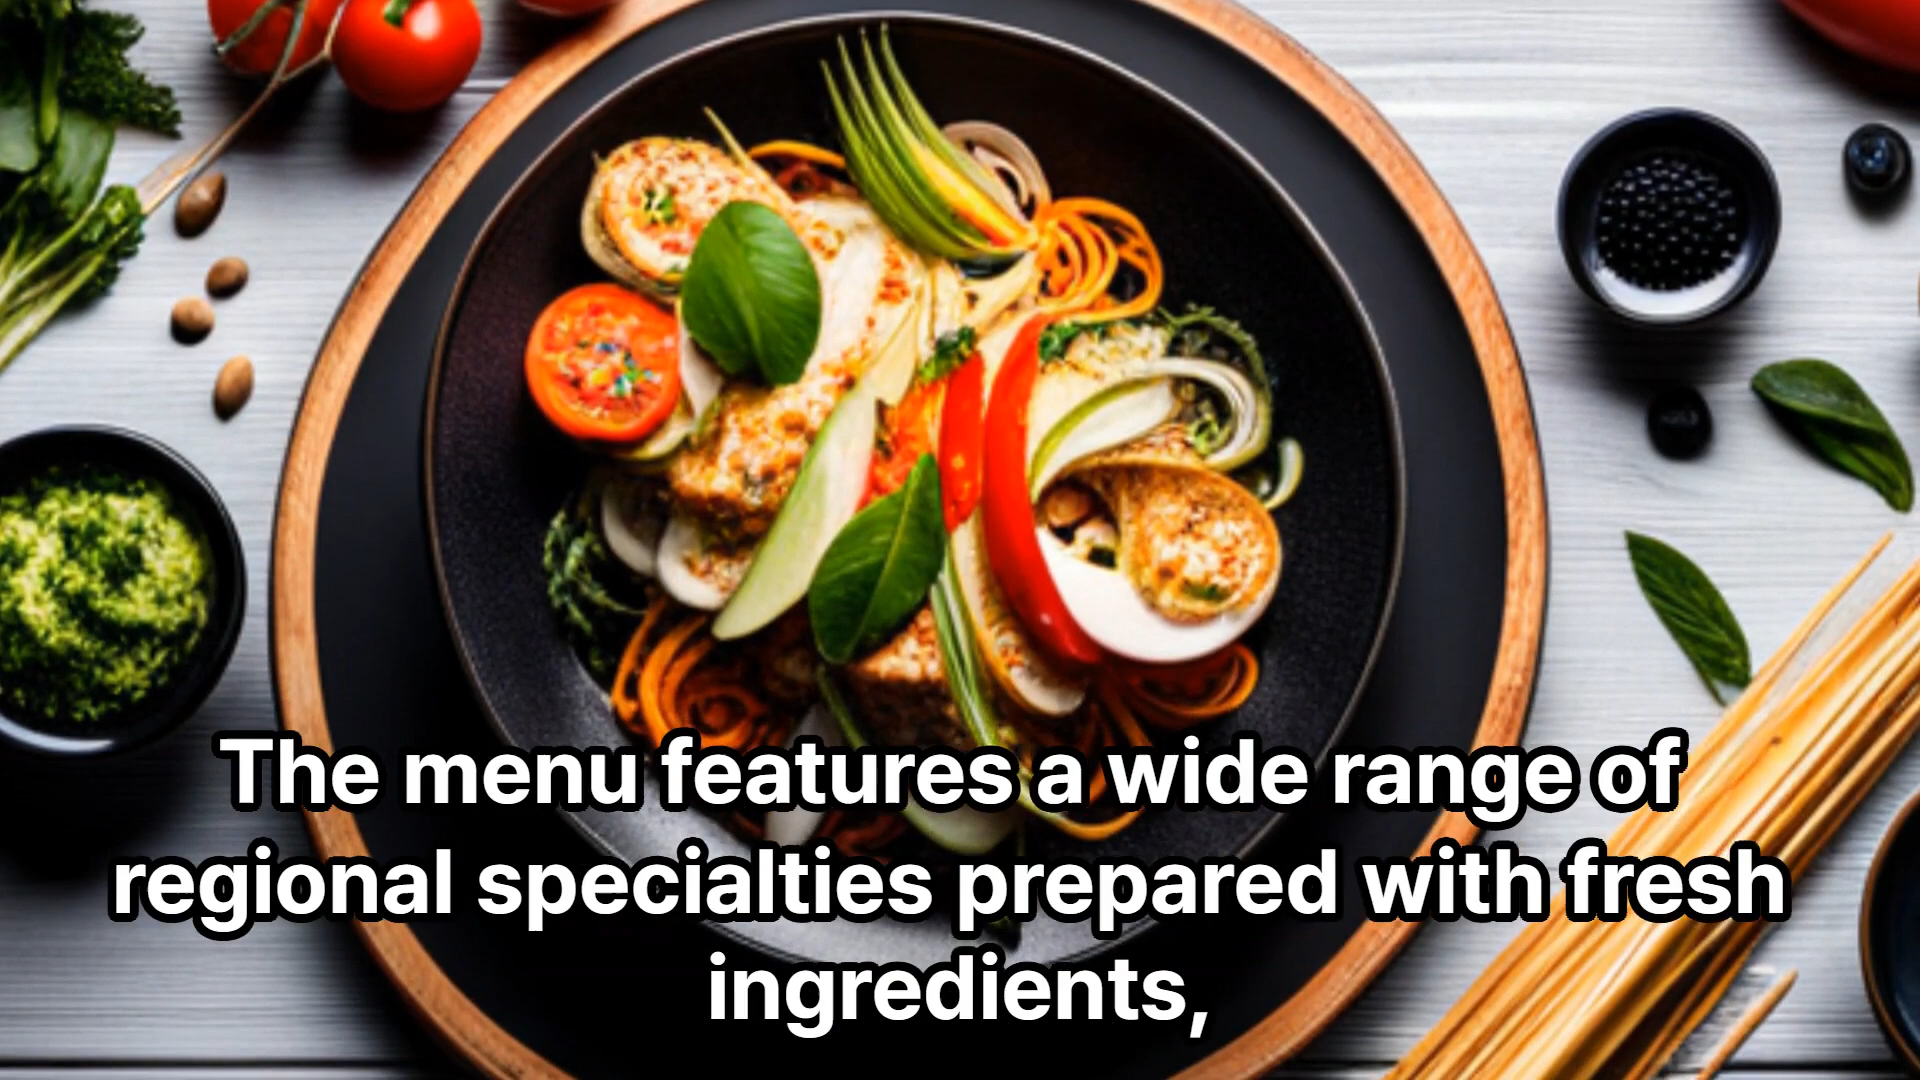 The menu features a wide range of
regional specialties prepared with fresh
ingredients,